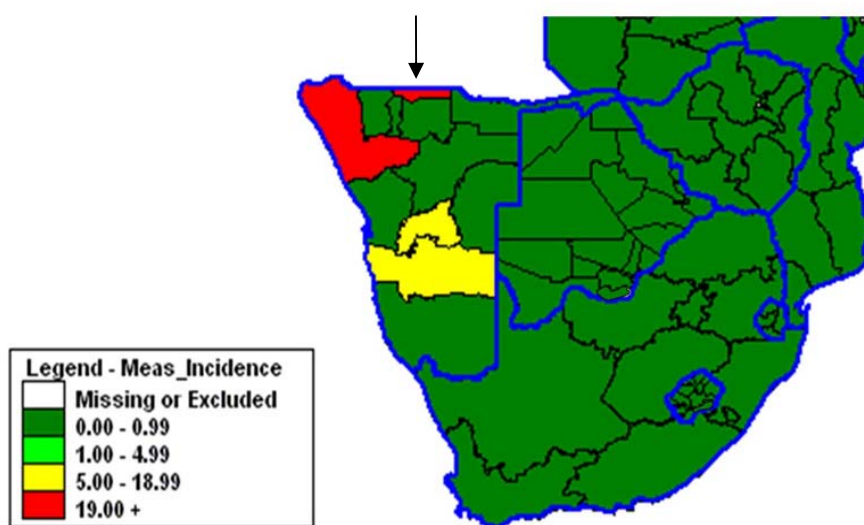 Legend - Meas_Incidence
Missing or Excluded
0.00 - 0.99
1.00 - 4.99
5.00 - 18.99
19.00 +